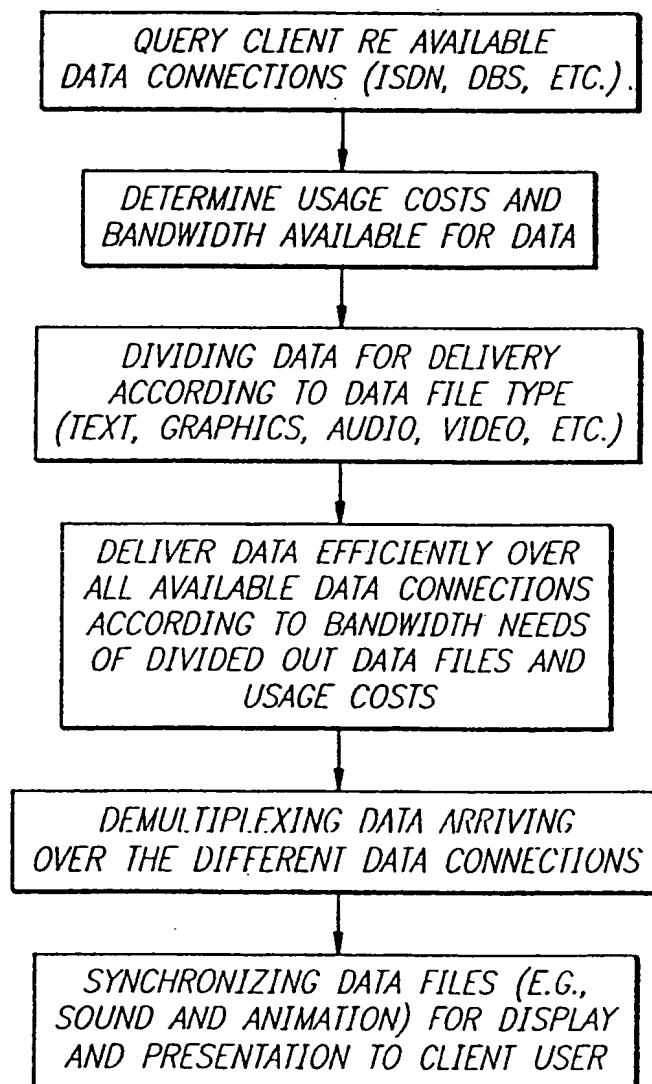 QUERY CLIENT RE AVAILABLE
DATA CONNECTIONS (ISDN, DBS, ETC.).
DETERMINE USAGE COSTS AND
BANDWIDTH AVAILABLE FOR DATA
DIVIDING DATA FOR DELIVERY
ACCORDING TO DATA FILE TYPE
(TEXT, GRAPHICS, AUDIO, VIDEO, ETC.)
DELIVER DATA EFFICIENTLY OVER
ALL AVAILABLE DATA CONNECTIONS
ACCORDING TO BANDWIDTH NEEDS
OF DIVIDED OUT DATA FILES AND
USAGE COSTS
DEMULTIPLEXING DATA ARRIVING
OVER THE DIFFERENT DATA CONNECTIONS
SYNCHRONIZING DATA FILES (E.G.,
SOUND AND ANIMATION) FOR DISPLAY
AND PRESENTATION TO CLIENT USER